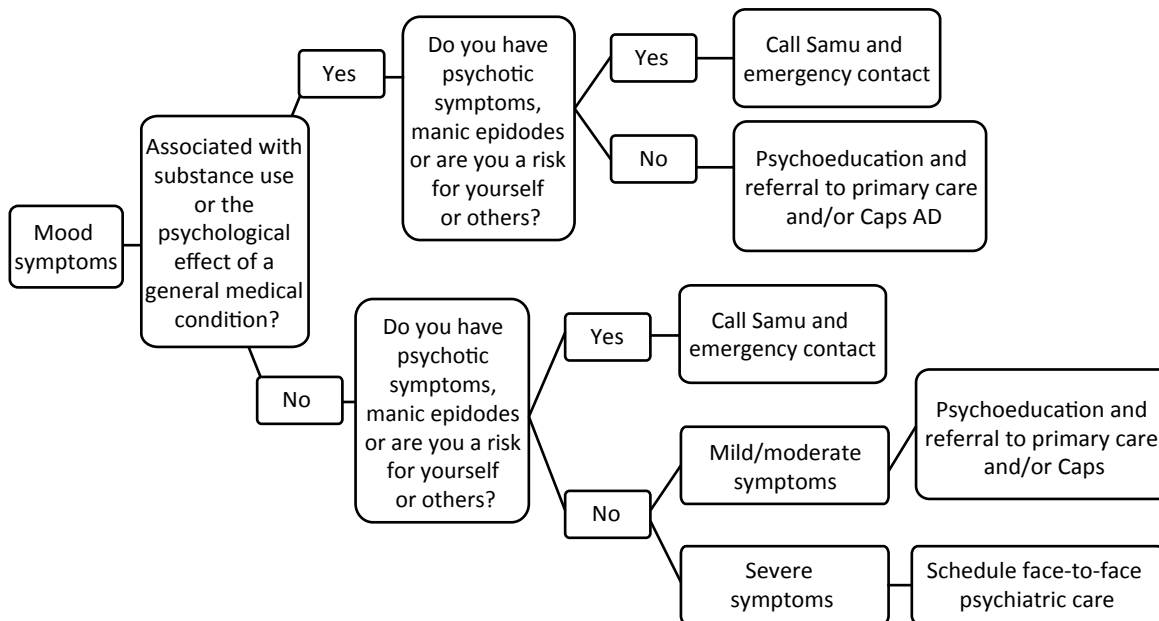 Mood
symptoms
Associated with
substance use
or the
psychological
effect of a
general medical
condition?
Yes
Do you have
psychotic
symptoms,
manic epidodes
or are you a risk
for yourself
or others?
Yes
Call Samu and
emergency contact
No
Psychoeducation and
referral to primary care
and/or Caps AD
No
Do you have
psychotic
symptoms,
manic epidodes
or are you a risk
for yourself
or others?
Yes
Call Samu and
emergency contact
No
Mild/moderate
symptoms
Psychoeducation and
referral to primary care
and/or Caps
Severe
symptoms
Schedule face-to-face
psychiatric care